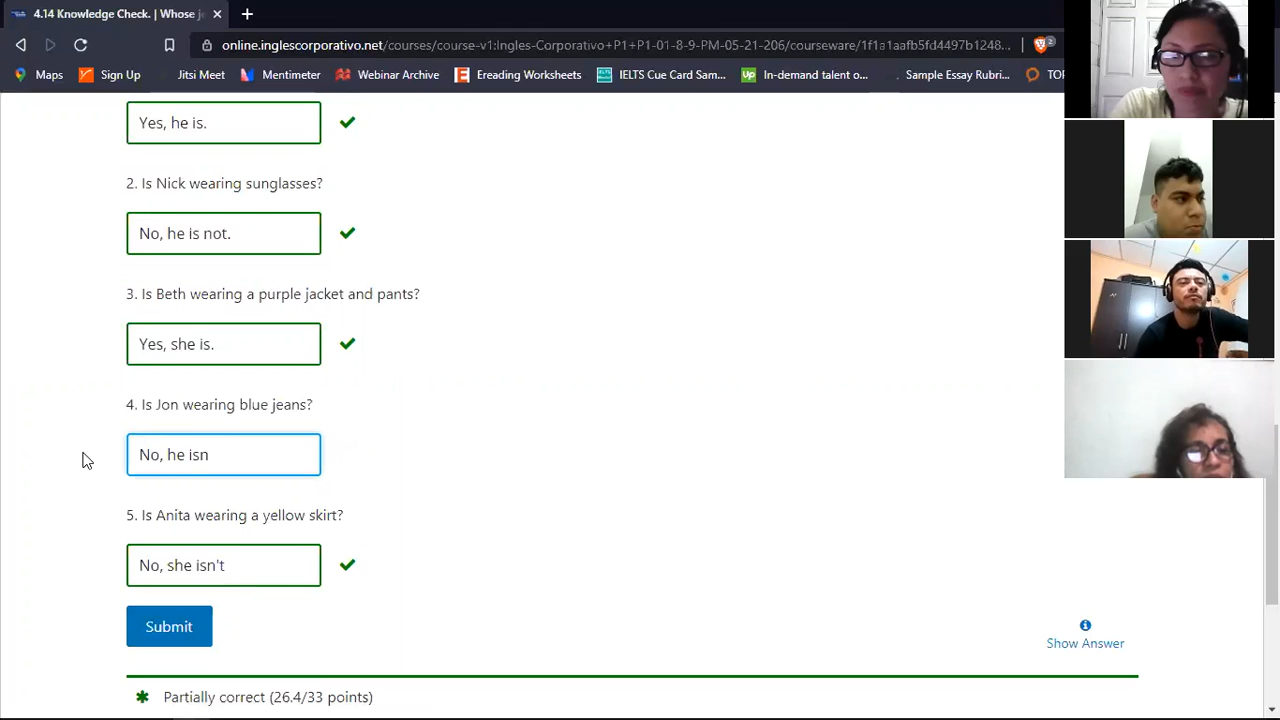 4.14 Knowledge Check. | Whose je
online.inglescorporativo.net/courses/course-v1:Ingles-Corporativo+P1+P1-01-8-9-PM-05-21-206/courseware/1f1a1aafb5fd4497b1248...
2
Maps Sign Up Jitsi Meet Mentimeter Webinar Archive Ersatzling Worksheets IELTS Cue Card Sam... In-demand talent o... Sample Essay Rubri... TOP
Yes, he is.
2. Is Nick wearing sunglasses?
No, he is not.
3. Is Beth wearing a purple jacket and pants?
Yes, she is.
4. Is Jon wearing blue jeans?
No, he isn
5. Is Anita wearing a yellow skirt?
No, she isn't
Submit
Show Answer
Partially correct (26.4/33 points)